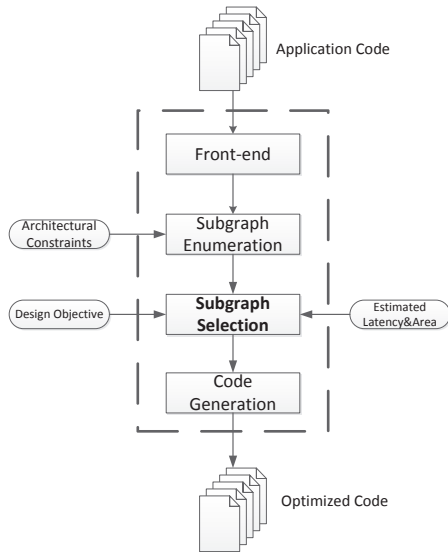 Application Code
Front-end
Architectural
Constraints
Subgraph
Enumeration
Design Objective
Subgraph
Selection
Estimated
Latency&Area
Code
Generation
Optimized Code